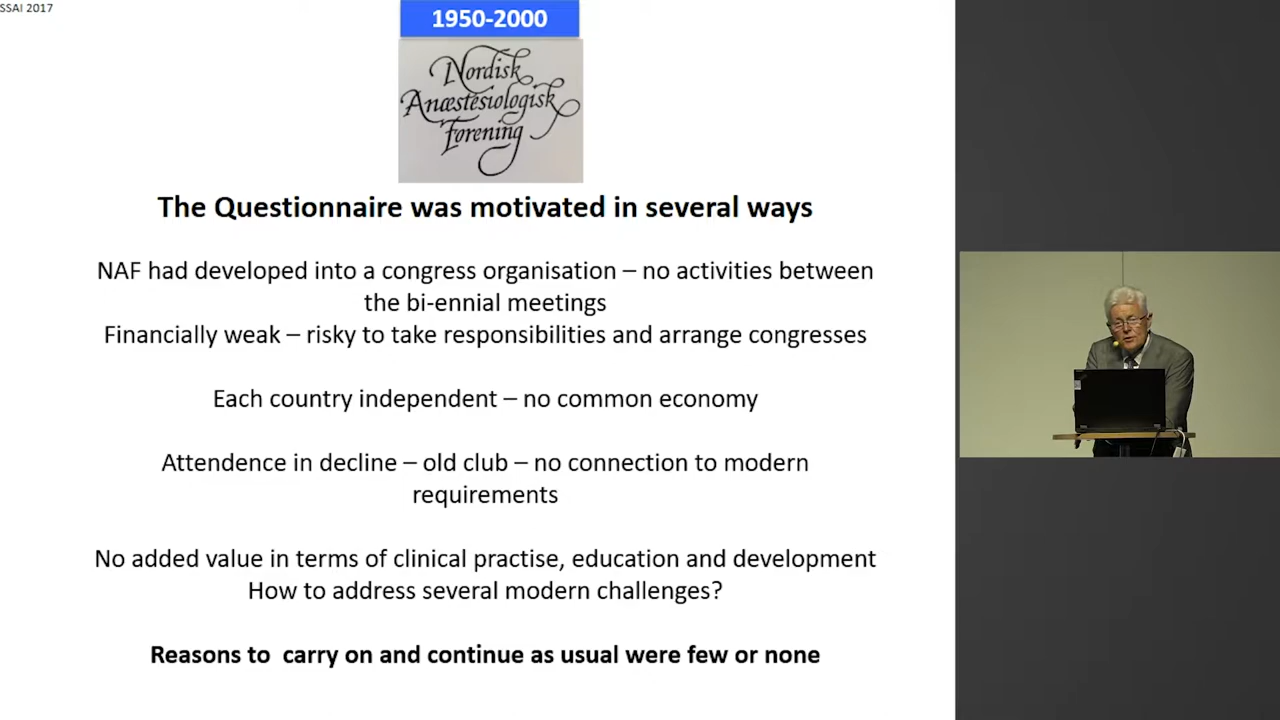 SSAI 2017
1950-2000
Nordisk
Anæstesiologisk
Forening
The Questionnaire was motivated in several ways
NAF had developed into a congress organisation – no activities between
the bi-ennial meetings
Financially weak – risky to take responsibilities and arrange congresses
Each country independent – no common economy
Attendence in decline – old club – no connection to modern
requirements
No added value in terms of clinical practise, education and development
How to address several modern challenges?
Reasons to  carry on and continue as usual were few or none